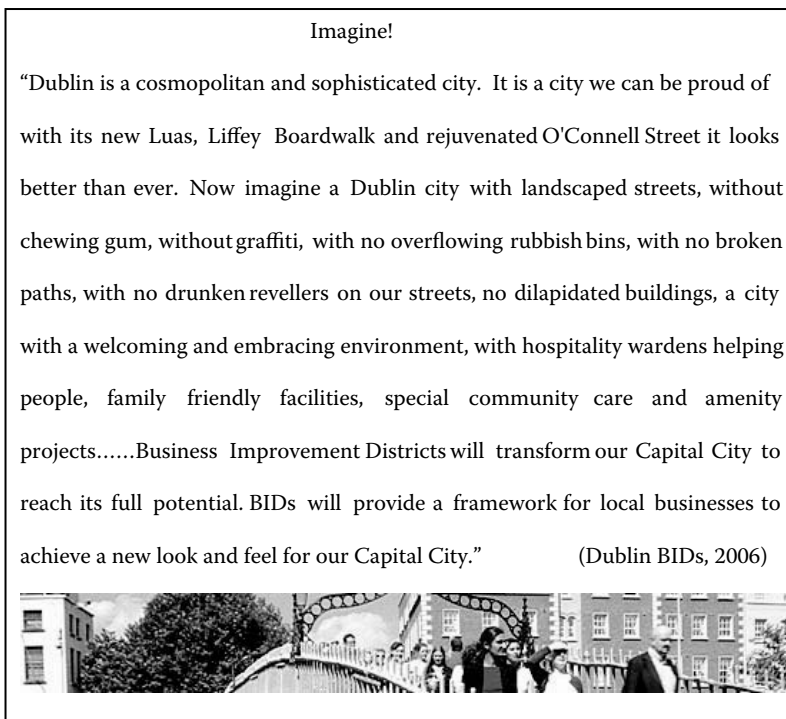 Imagine!
“Dublin is a cosmopolitan and sophisticated city. It is a city we can be proud of
with its new Luas, Liffey Boardwalk and rejuvenated O'Connell Street it looks
better than ever. Now imagine a Dublin city with landscaped streets, without
chewing gum, without graffiti, with no overflowing rubbish bins, with no broken
paths, with no drunken revellers on our streets, no dilapidated buildings, a city
with a welcoming and embracing environment, with hospitality wardens helping
people, family friendly facilities, special community care and amenity
projects……Business Improvement Districts will transform our Capital City to
reach its full potential. BIDs will provide a framework for local businesses to
achieve a new look and feel for our Capital City.” (Dublin BIDs, 2006)